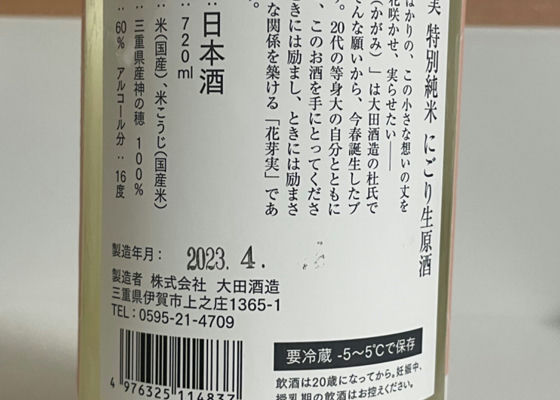 実 特別純米 にごり生原酒
ばかりの、この小さな想いの丈を
花咲かせ、実らせたい――
（かがみ）」は大田酒造の杜氏で
そんな願いから、今春誕生したブ
す。20代の等身大の自分とともに
、このお酒を手にとってくださ
きには励まし、ときには励まさ
な関係を築ける「花芽実」であ
。
日本酒
：720ml
：米(国産)、米こうじ(国産米)
：三重県産神の穂 100%
：60% アルコール分：16度
製造年月： 2023. 4.
製造者 株式会社 大田酒造
三重県伊賀市上之庄1365-1
TEL：0595-21-4709
4 976325 114837
要冷蔵 -5～5℃で保存
飲酒は20歳になってから。妊娠中、
授乳期の飲酒はお控えください。